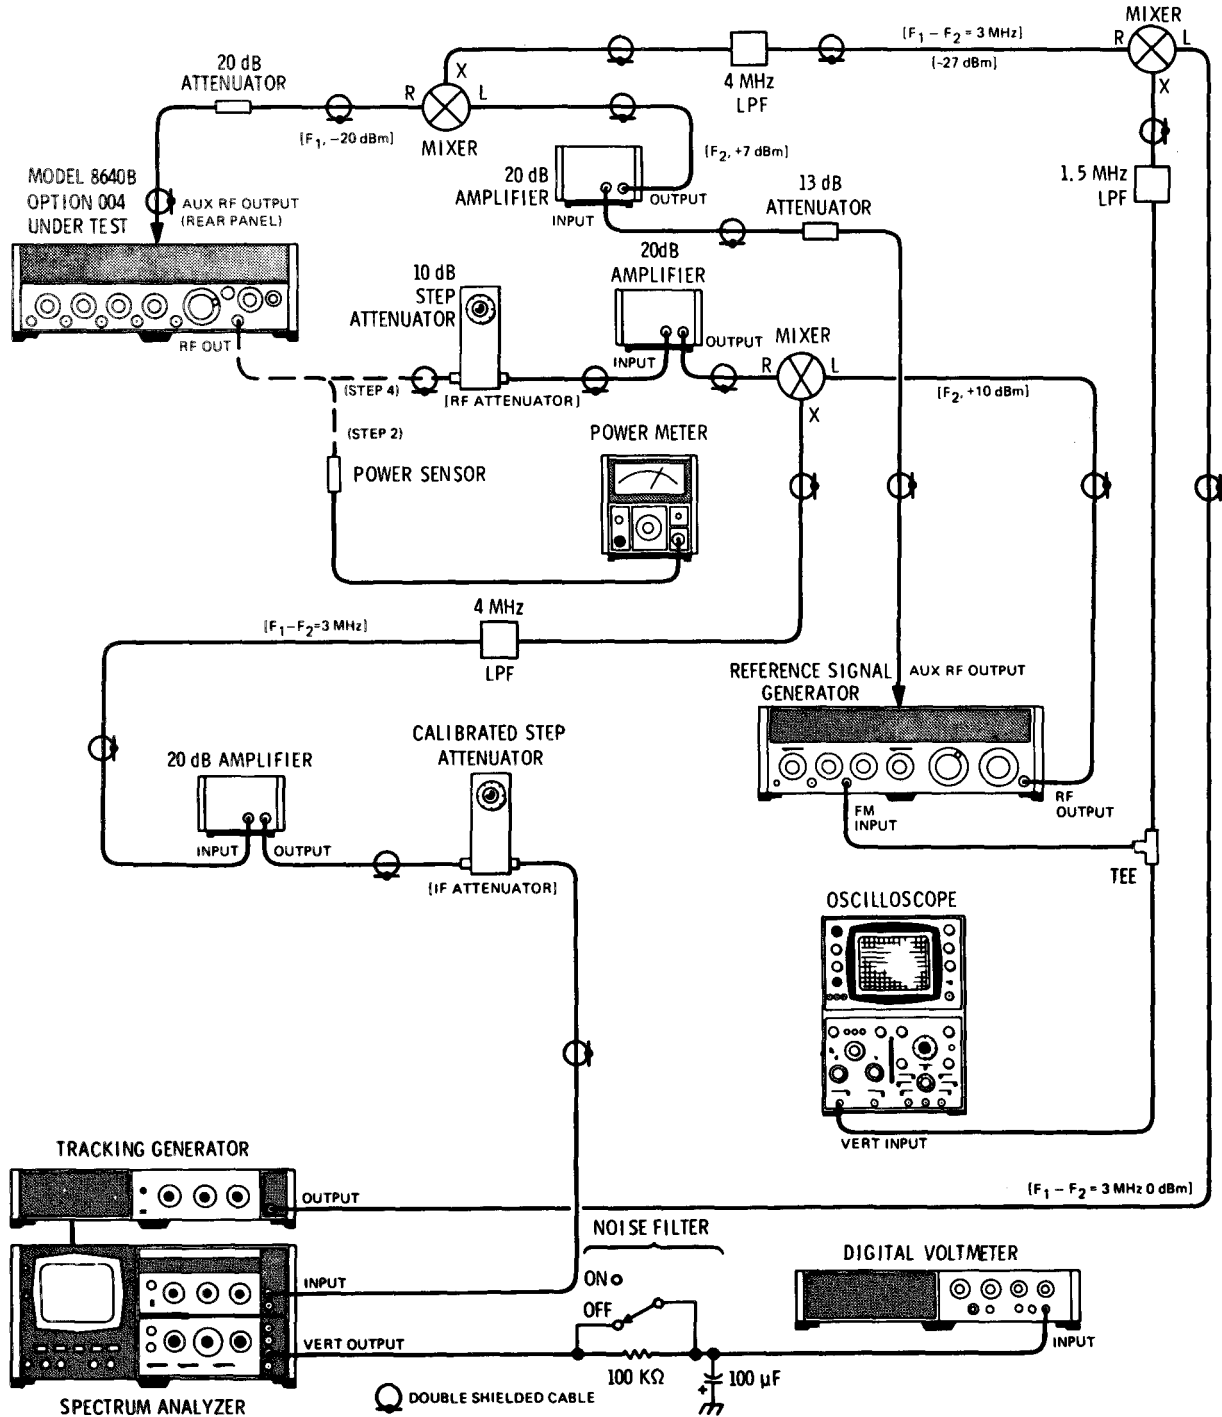 MIXER
R
L
X
[F1 – F2 = 3 MHz]
[-27 dBm]
4 MHz
LPF
20 dB
ATTENUATOR
X
R
L
MIXER
[F1, –20 dBm]
[F2, +7 dBm]
MODEL 8640B
OPTION 004
UNDER TEST
AUX RF OUTPUT
(REAR PANEL)
20 dB
AMPLIFIER
INPUT
OUTPUT
13 dB
ATTENUATOR
1.5 MHz
LPF
10 dB
STEP
ATTENUATOR
20dB
AMPLIFIER
INPUT
OUTPUT
MIXER
R
L
X
RF OUT
(STEP 4)
[RF ATTENUATOR]
[F2, +10 dBm]
(STEP 2)
POWER SENSOR
POWER METER
[F1–F2=3 MHz]
4 MHz
LPF
REFERENCE SIGNAL
GENERATOR
AUX RF OUTPUT
CALIBRATED STEP
ATTENUATOR
20 dB AMPLIFIER
INPUT
OUTPUT
[IF ATTENUATOR]
FM
INPUT
RF
OUTPUT
TEE
OSCILLOSCOPE
VERT INPUT
TRACKING GENERATOR
OUTPUT
[F1 – F2 = 3 MHz 0 dBm]
NOISE FILTER
ON
OFF
DIGITAL VOLTMETER
INPUT
INPUT
VERT OUTPUT
100 KΩ
+
100 µF
DOUBLE SHIELDED CABLE
SPECTRUM ANALYZER